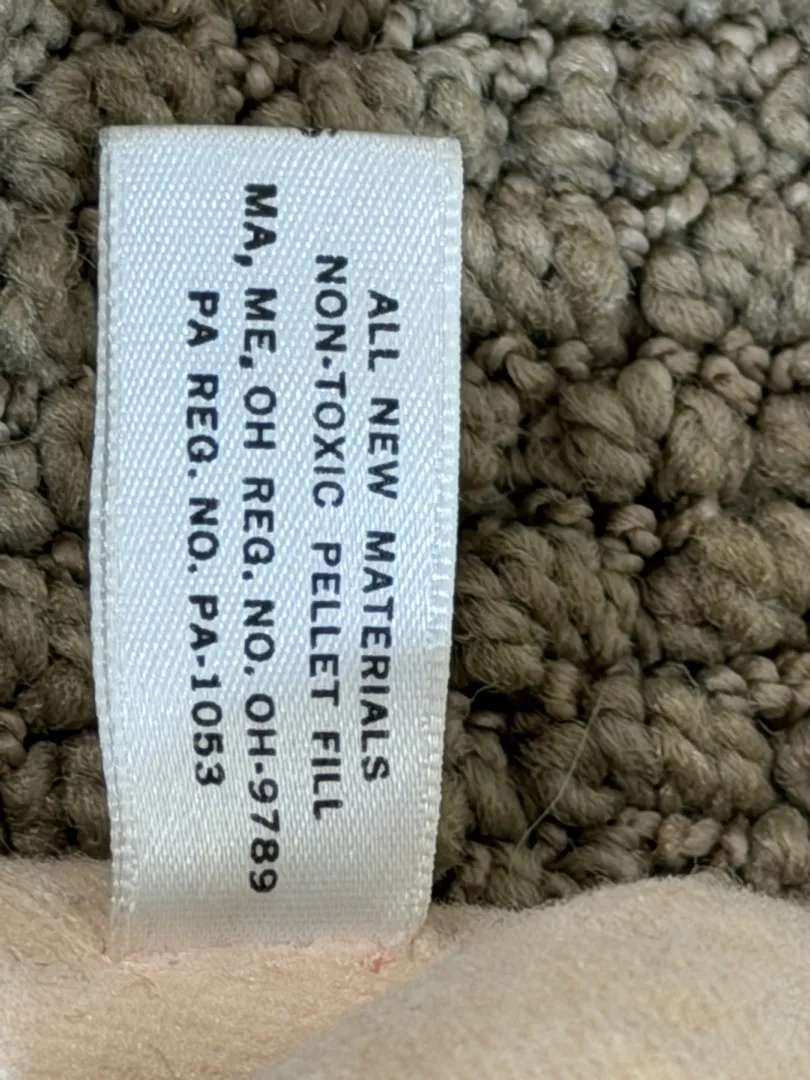 ALL NEW MATERIALS
NON-TOXIC PELLET FILL
MA, ME, OH REG. NO. OH-9789
PA REG. NO. PA-1053